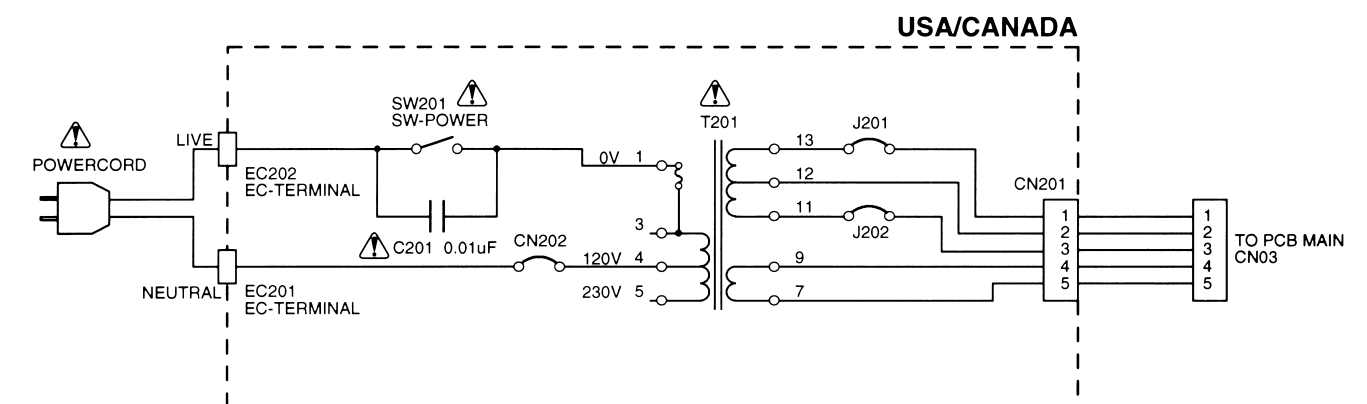 USA/CANADA
SW201
SW-POWER
T201
LIVE
POWERCORD
EC202
EC-TERMINAL
0V 1
13
J201
12
CN201
11
J202
3
C201 0.01uF
CN202
120V 4
9
230V 5
7
NEUTRAL
EC201
EC-TERMINAL
1
2
3
4
5
1
2
3
4
5
TO PCB MAIN
CN03